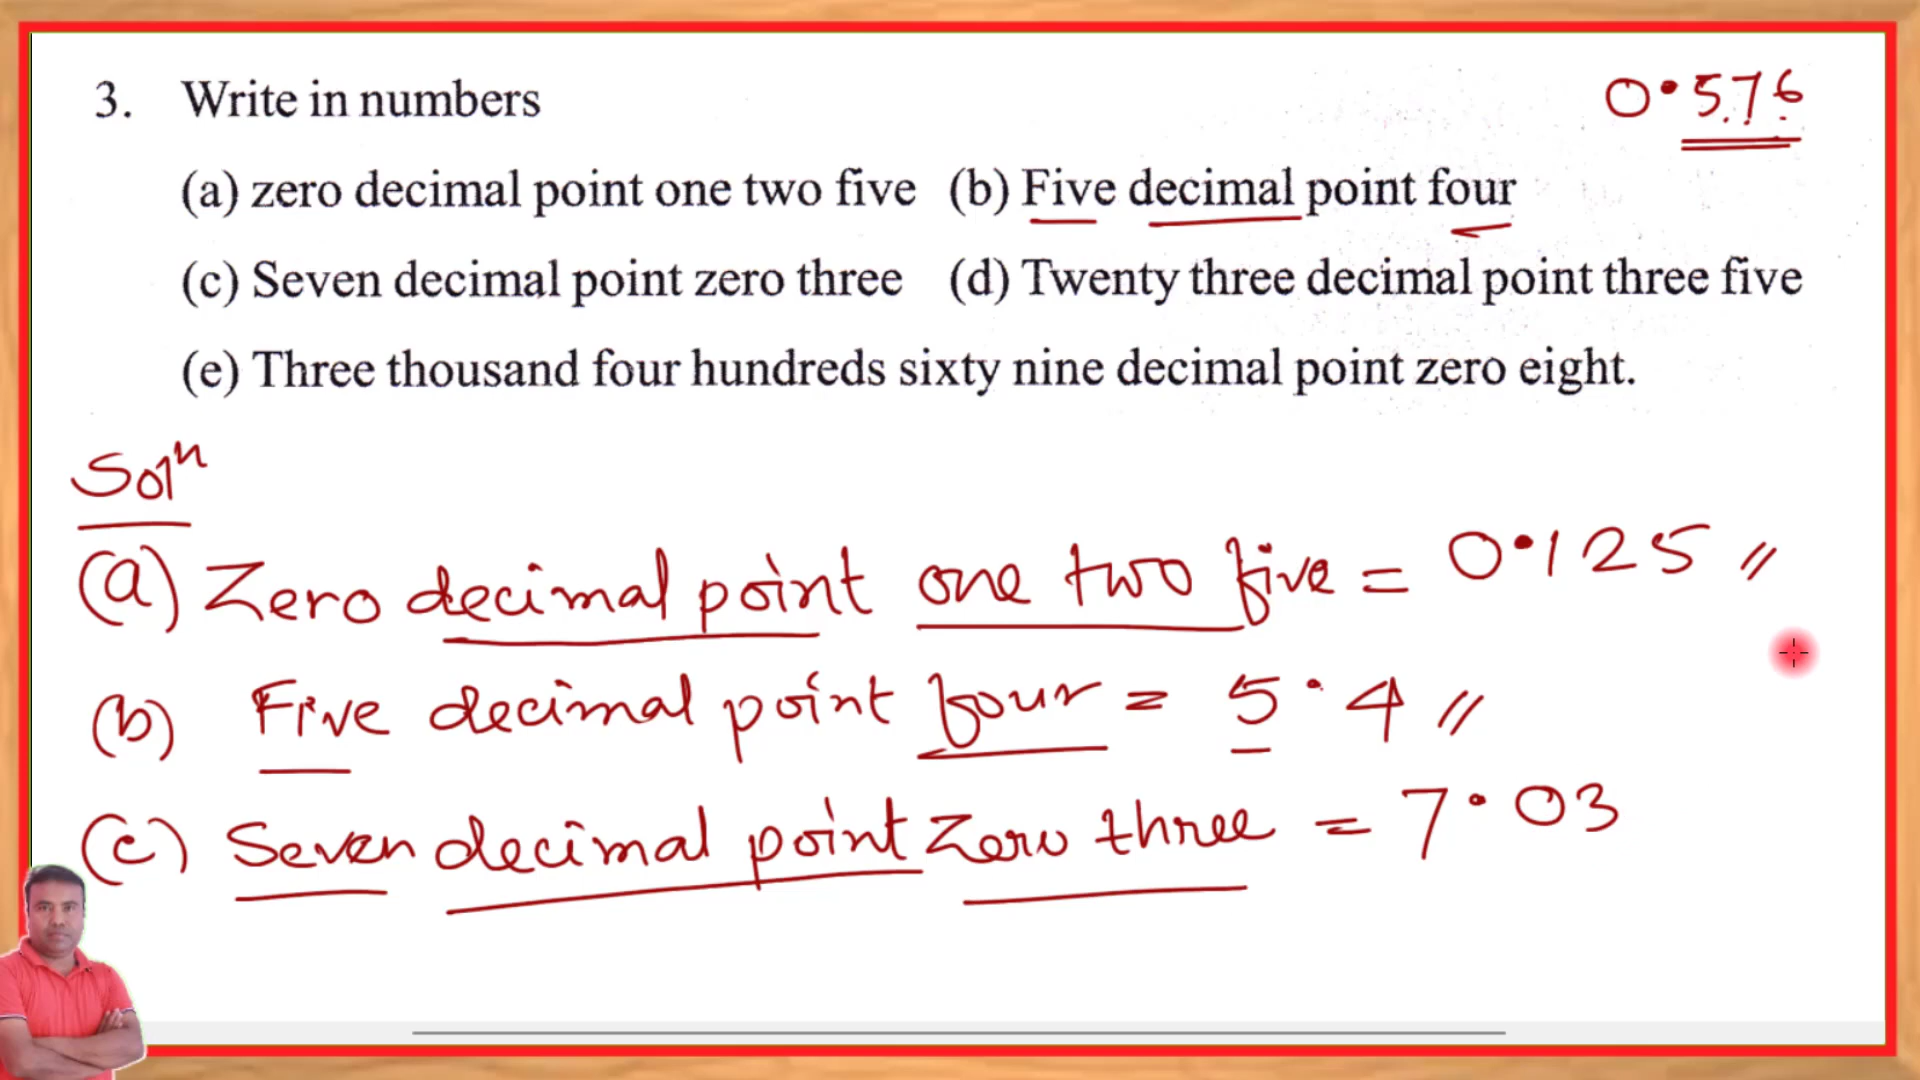 3. Write in numbers 0.576
(a) zero decimal point one two five (b) Five decimal point four
(c) Seven decimal point zero three (d) Twenty three decimal point three five
(e) Three thousand four hundreds sixty nine decimal point zero eight.
Solⁿ
(a) Zero decimal point one two five = 0.125 //
(b) Five decimal point four = 5.4 //
(c) Seven decimal point Zero three = 7.03